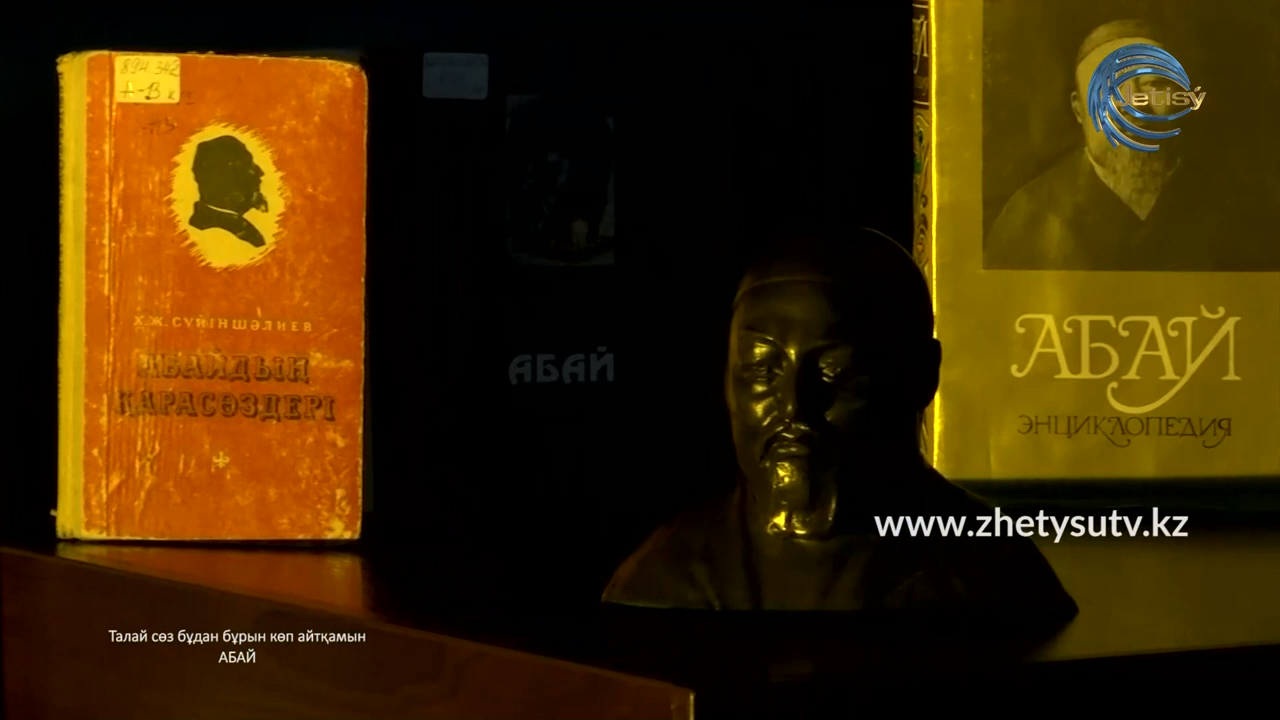 894.342
Х.Ж.СҮЙІНШӘЛИЕВ
АБАЙДЫҢ
ҚАРАСӨЗДЕРІ
АБАЙ
Jetisý
АБАЙ
ЭНЦИКЛОПЕДИЯ
www.zhetysutv.kz
Талай сөз бұдан бұрын көп айтқамын
АБАЙ